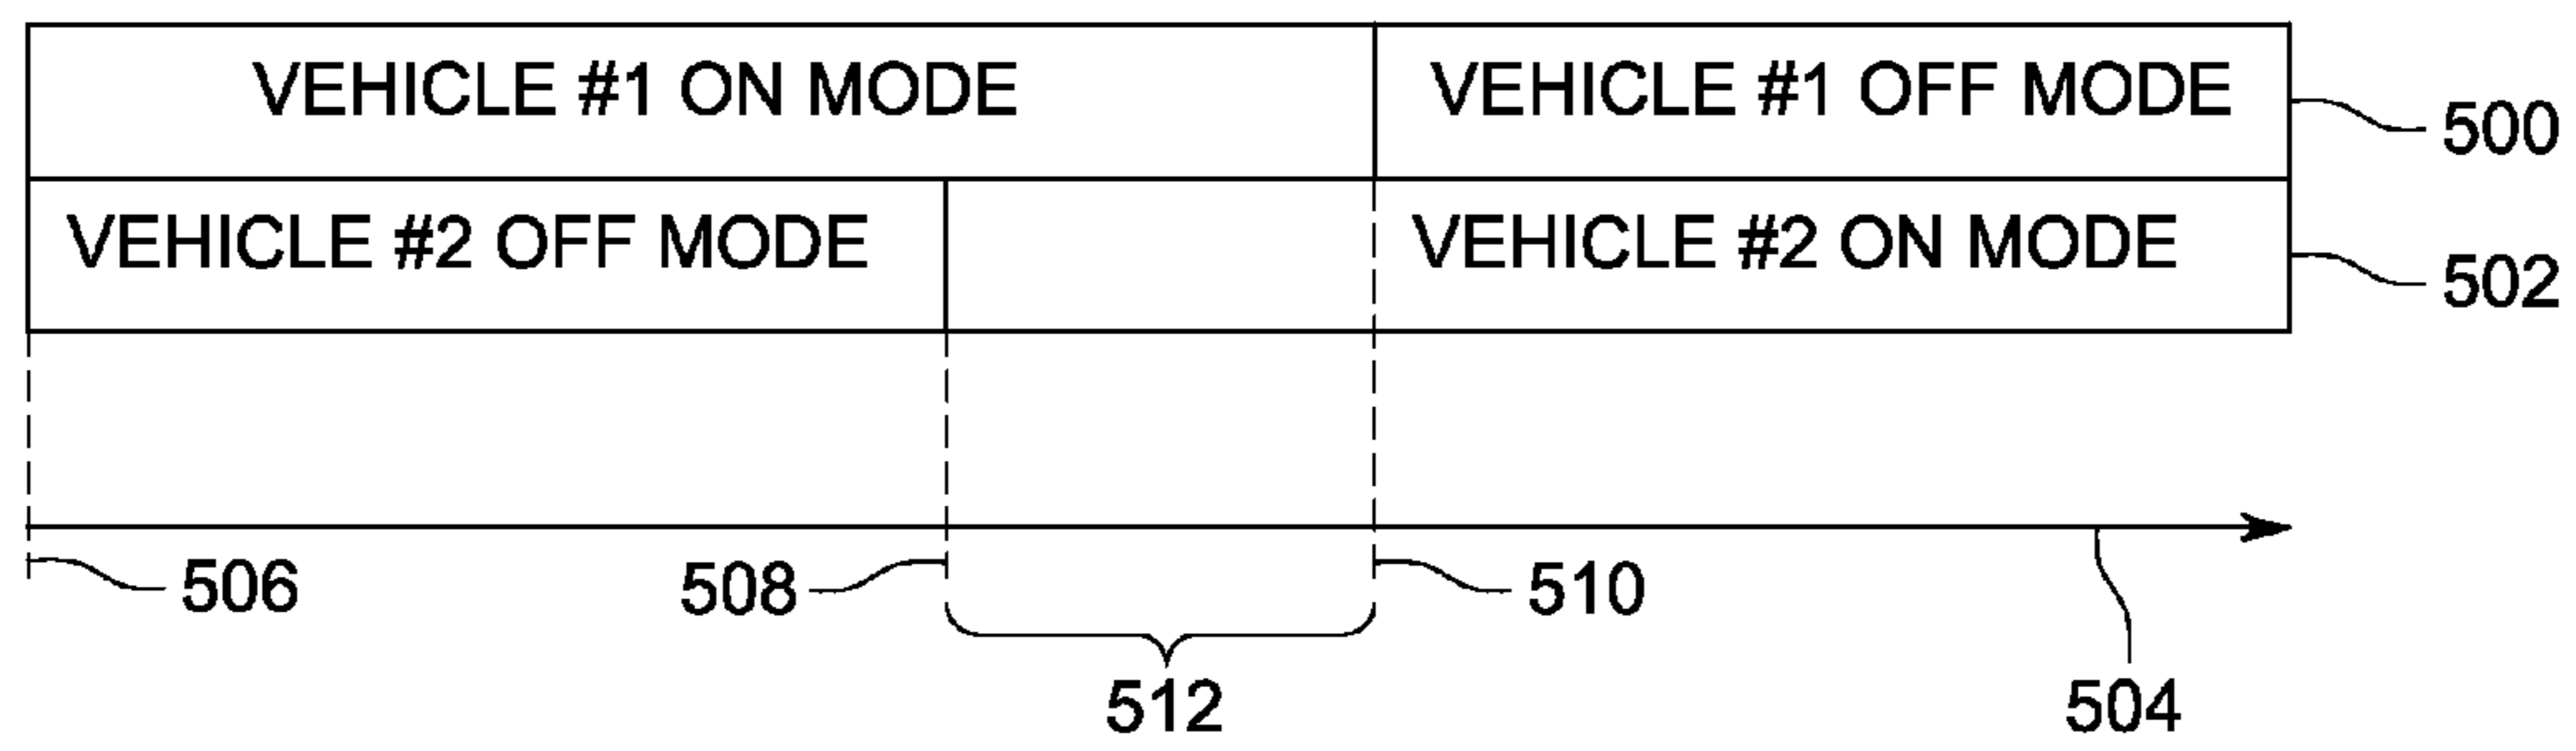 VEHICLE #1 ON MODE VEHICLE #1 OFF MODE 500
VEHICLE #2 OFF MODE VEHICLE #2 ON MODE 502
506 508 510
512 504